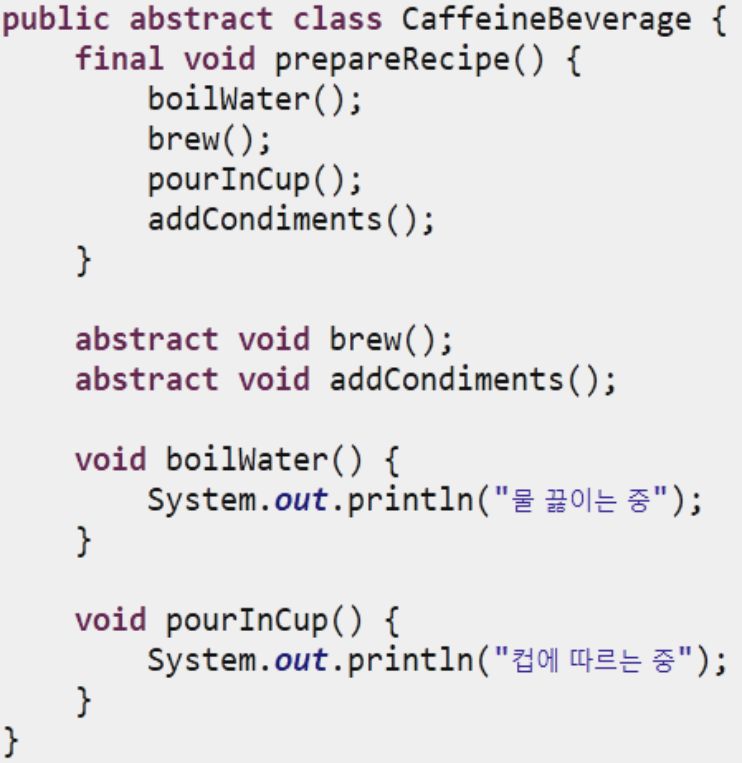 public abstract class CaffeineBeverage {
    final void prepareRecipe() {
        boilWater();
        brew();
        pourInCup();
        addCondiments();
    }

    abstract void brew();
    abstract void addCondiments();

    void boilWater() {
        System.out.println("물 끓이는 중");
    }

    void pourInCup() {
        System.out.println("컵에 따르는 중");
    }
}